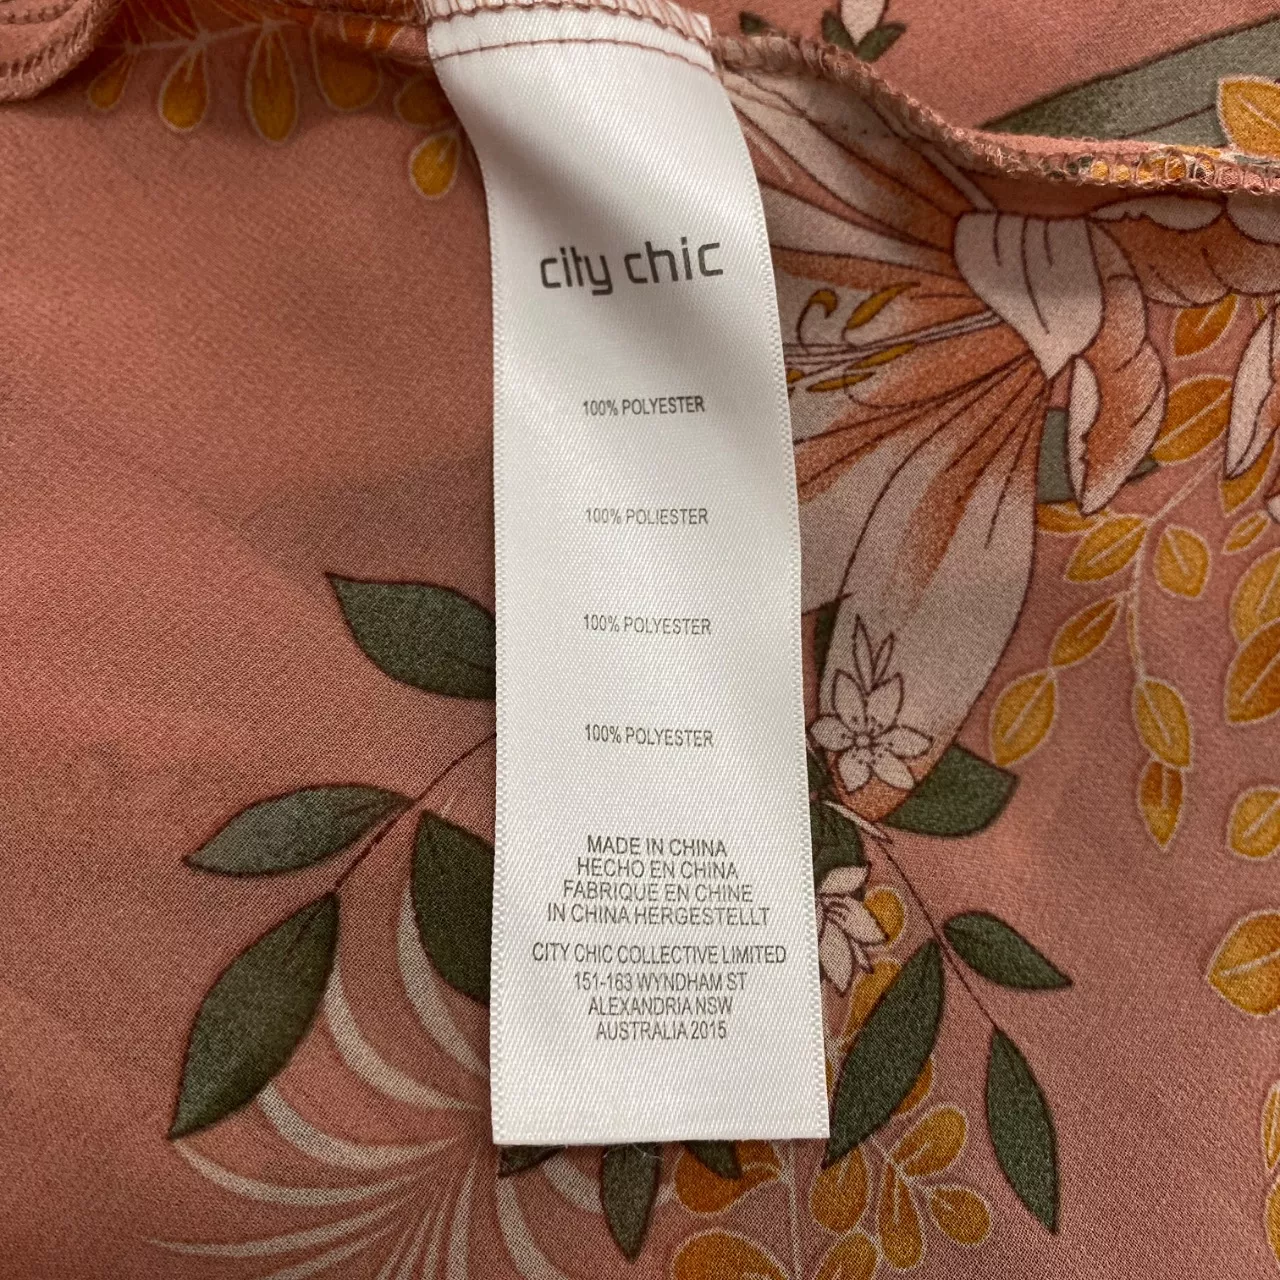 city chic
100% POLYESTER
100% POLIESTER
100% POLYESTER
100% POLYESTER
MADE IN CHINA
HECHO EN CHINA
FABRIQUE EN CHINE
IN CHINA HERGESTELLT
CITY CHIC COLLECTIVE LIMITED
151-163 WYNDHAM ST
ALEXANDRIA NSW
AUSTRALIA 2015